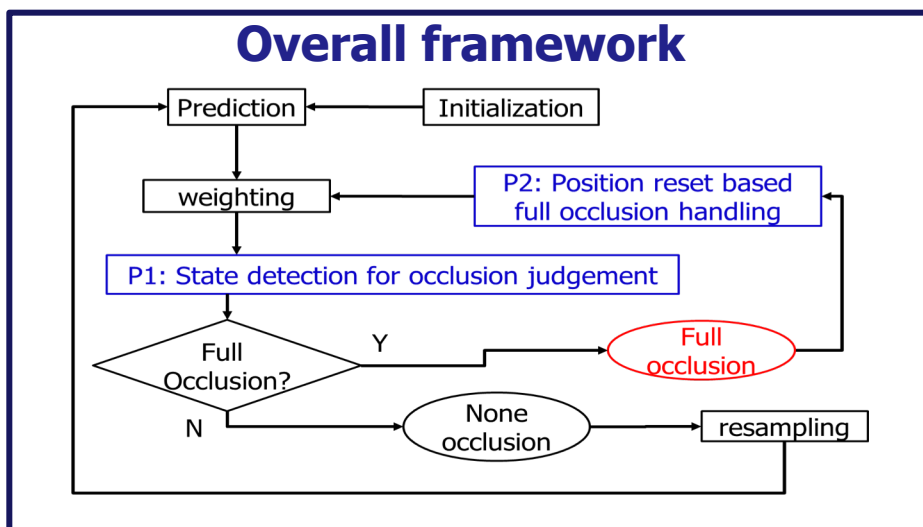 Overall framework
Prediction
Initialization
weighting
P2: Position reset based
full occlusion handling
P1: State detection for occlusion judgement
Full
Occlusion?
Y
Full
occlusion
N
None
occlusion
resampling